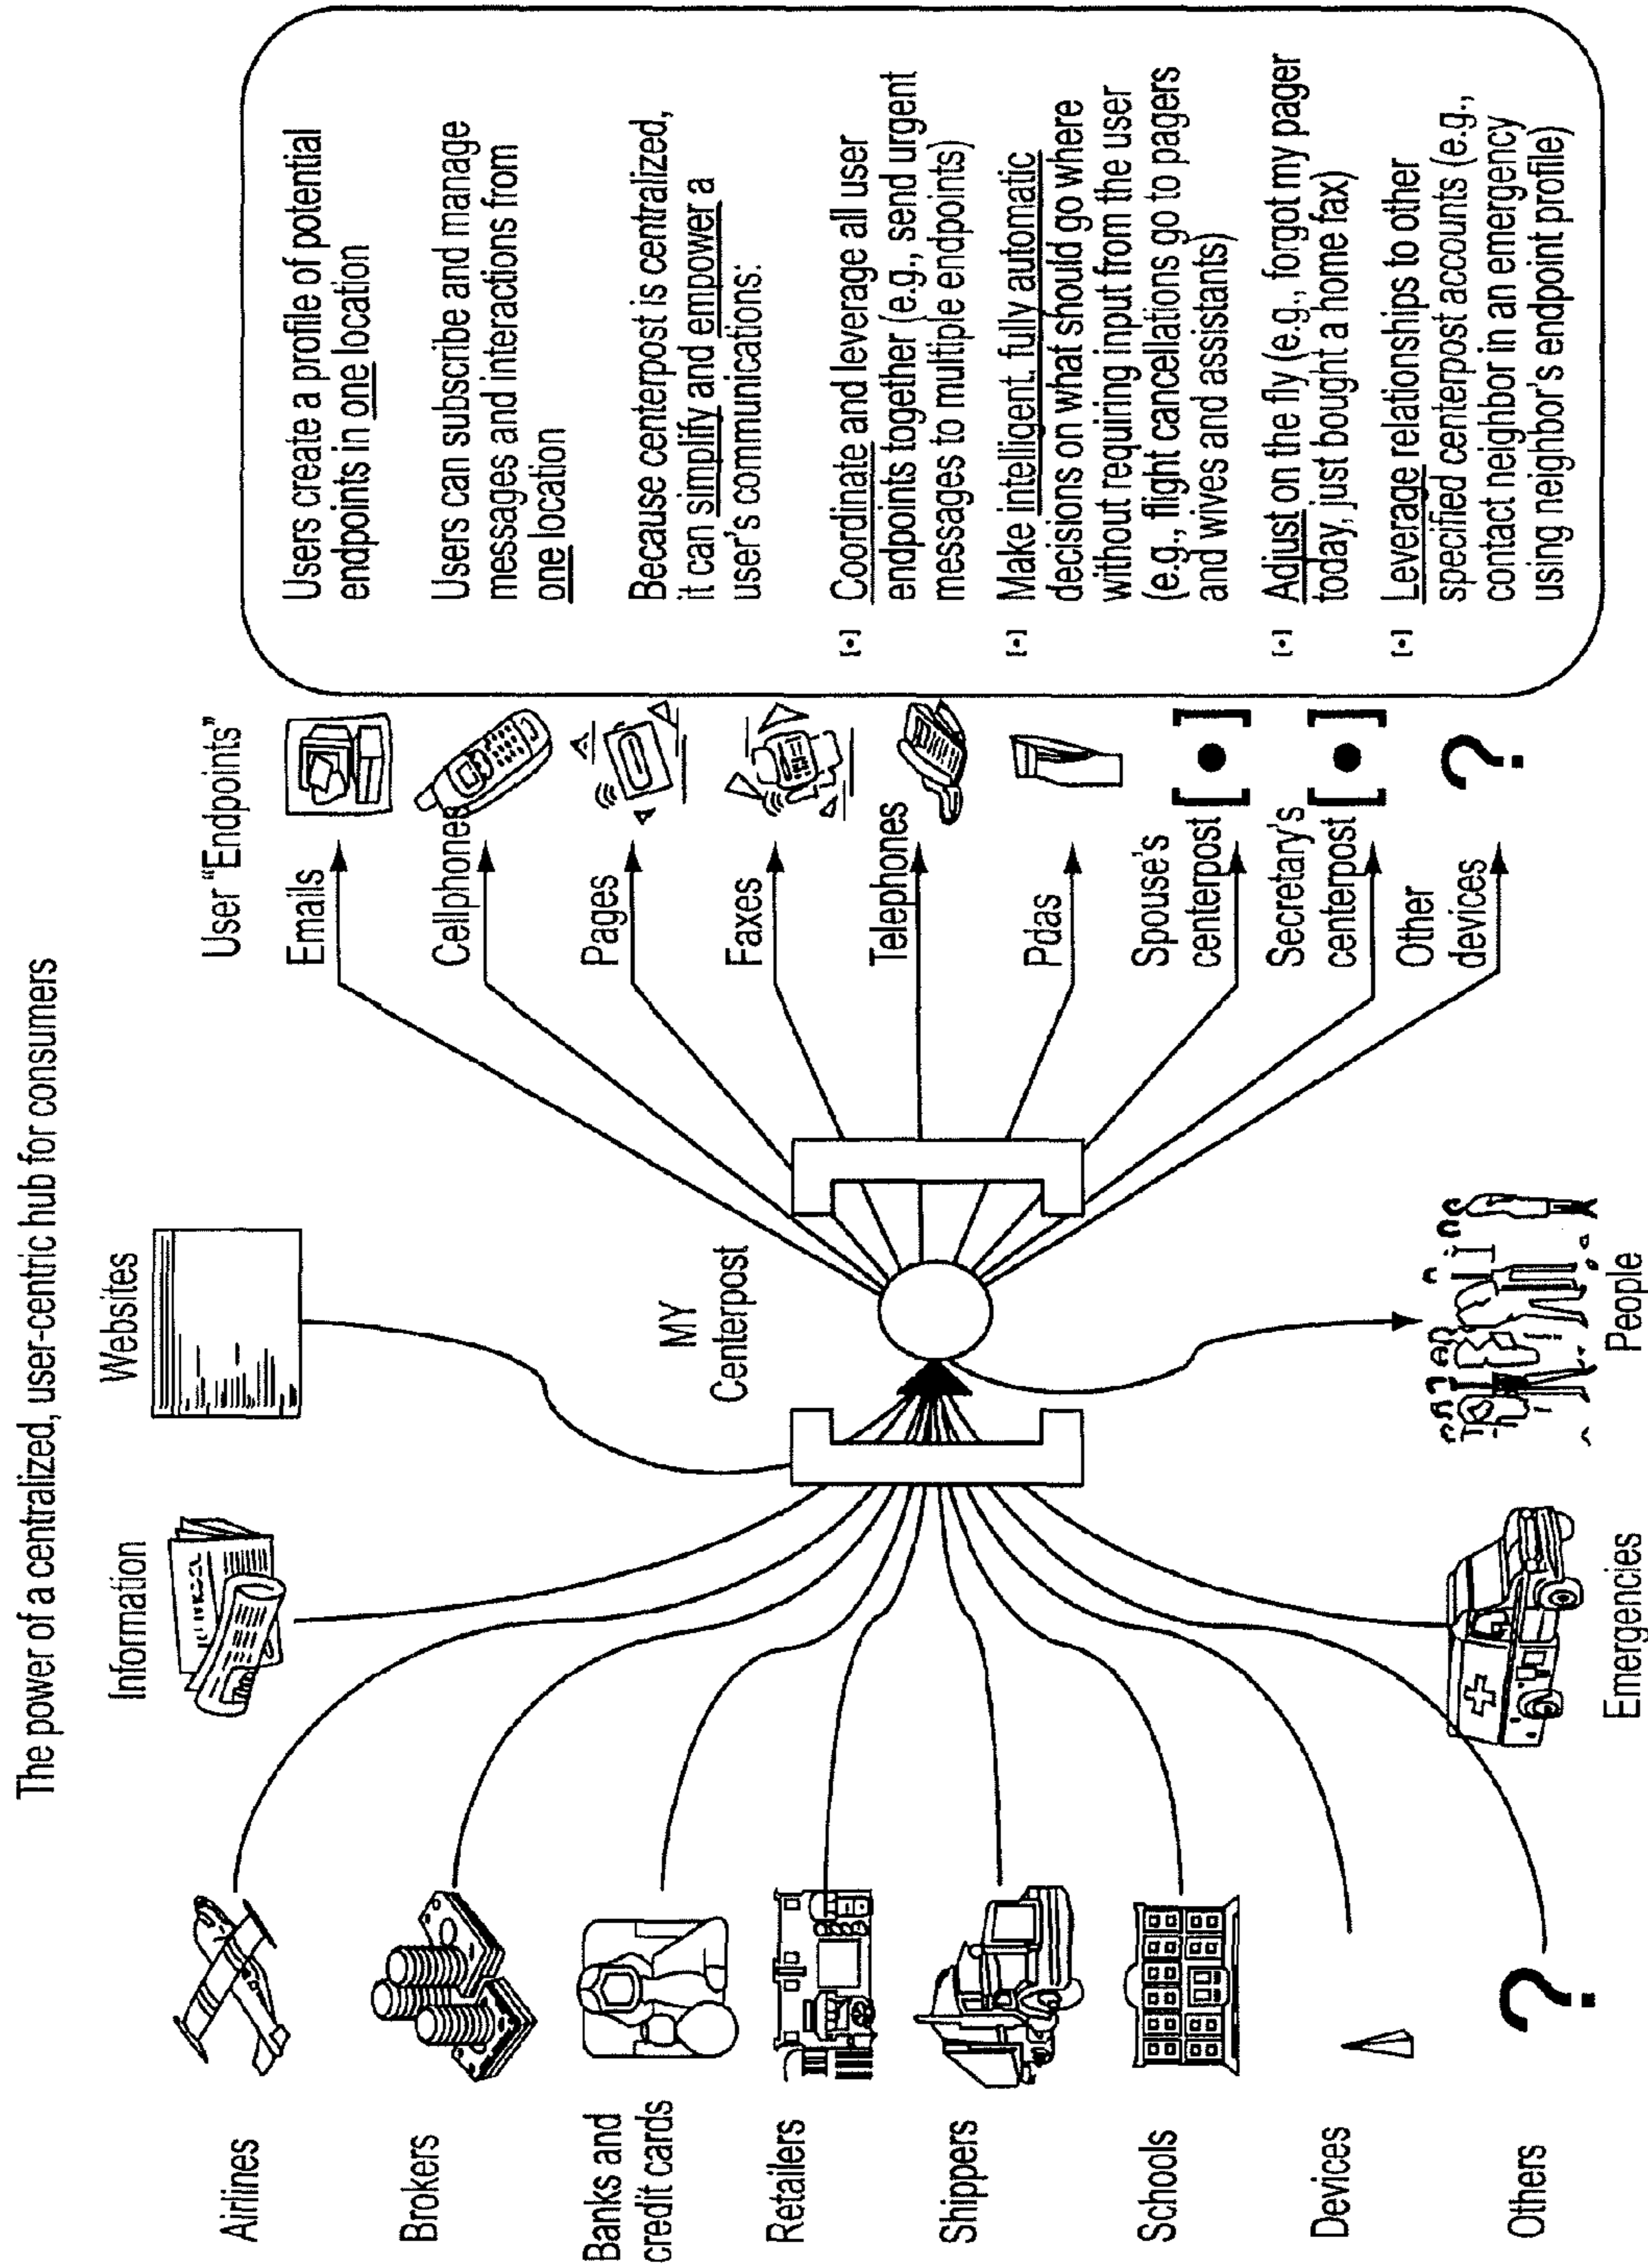 The power of a centralized, user-centric hub for consumers
Airlines
Brokers
Banks and
credit cards
Retailers
Shippers
Schools
Devices
Others
Information
Emergencies
Websites
MY
Centerpost
People
User “Endpoints”
Emails
Cellphones
Pages
Faxes
Telephones
Pdas
Spouse's
centerpost
Secretary's
centerpost
Other
devices
[•]
[•]
?
?
Users create a profile of potential
endpoints in one location
Users can subscribe and manage
messages and interactions from
one location
Because centerpost is centralized,
it can simplify and empower a
user's communications:
[•] Coordinate and leverage all user
endpoints together (e.g., send urgent
messages to multiple endpoints)
[•] Make intelligent, fully automatic
decisions on what should go where
without requiring input from the user
(e.g., flight cancellations go to pagers
and wives and assistants)
[•] Adjust on the fly (e.g., forgot my pager
today, just bought a home fax)
[•] Leverage relationships to other
specified centerpost accounts (e.g.,
contact neighbor in an emergency
using neighbor's endpoint profile)